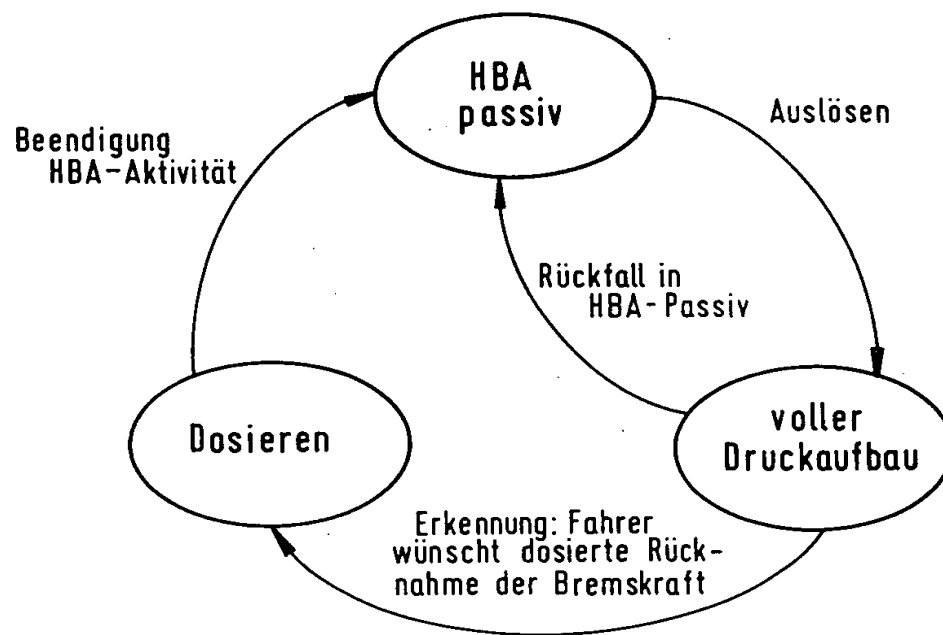 HBA
passiv
Auslösen
Beendigung
HBA-Aktivität
Rückfall in
HBA-Passiv
Dosieren
voller
Druckaufbau
Erkennung: Fahrer
wünscht dosierte Rück-
nahme der Bremskraft